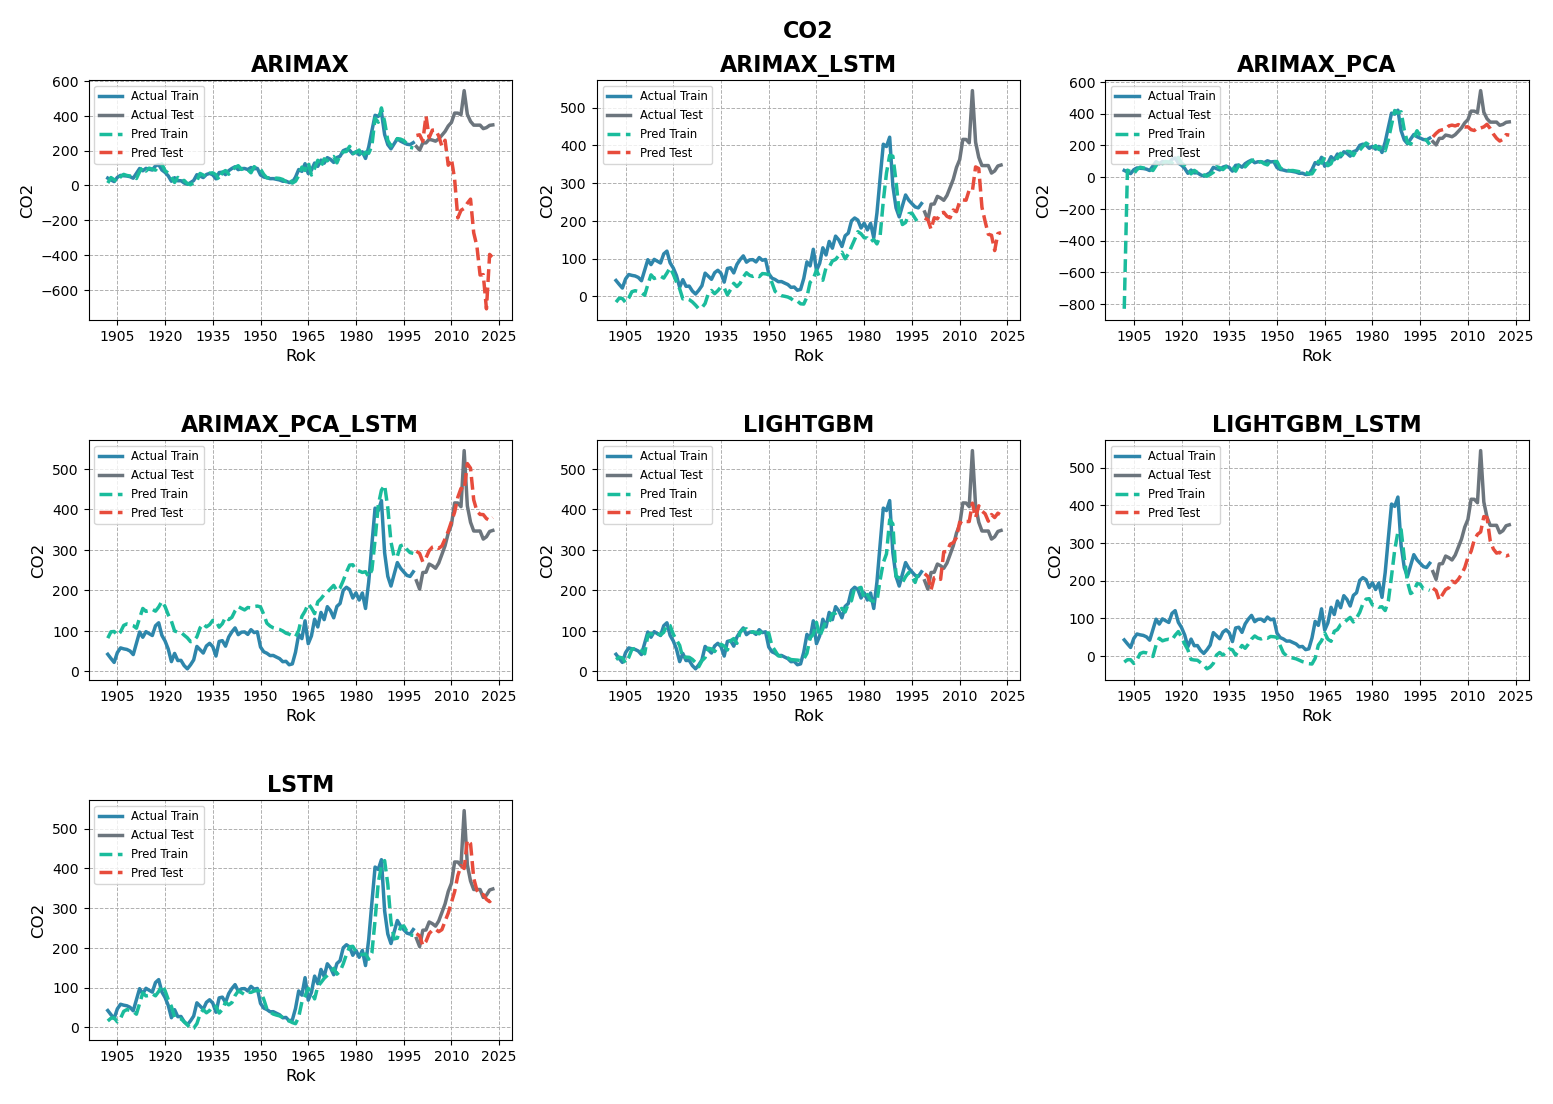 CO2
ARIMAX
600
400
200
0
−200
−400
−600
CO2
Actual Train
Actual Test
Pred Train
Pred Test
1905 1920 1935 1950 1965 1980 1995 2010 2025
Rok
ARIMAX_LSTM
500
400
300
200
100
0
CO2
Actual Train
Actual Test
Pred Train
Pred Test
1905 1920 1935 1950 1965 1980 1995 2010 2025
Rok
ARIMAX_PCA
600
400
200
0
−200
−400
−600
−800
CO2
Actual Train
Actual Test
Pred Train
Pred Test
1905 1920 1935 1950 1965 1980 1995 2010 2025
Rok
ARIMAX_PCA_LSTM
500
400
300
200
100
0
CO2
Actual Train
Actual Test
Pred Train
Pred Test
1905 1920 1935 1950 1965 1980 1995 2010 2025
Rok
LIGHTGBM
500
400
300
200
100
0
CO2
Actual Train
Actual Test
Pred Train
Pred Test
1905 1920 1935 1950 1965 1980 1995 2010 2025
Rok
LIGHTGBM_LSTM
500
400
300
200
100
0
CO2
Actual Train
Actual Test
Pred Train
Pred Test
1905 1920 1935 1950 1965 1980 1995 2010 2025
Rok
LSTM
500
400
300
200
100
0
CO2
Actual Train
Actual Test
Pred Train
Pred Test
1905 1920 1935 1950 1965 1980 1995 2010 2025
Rok